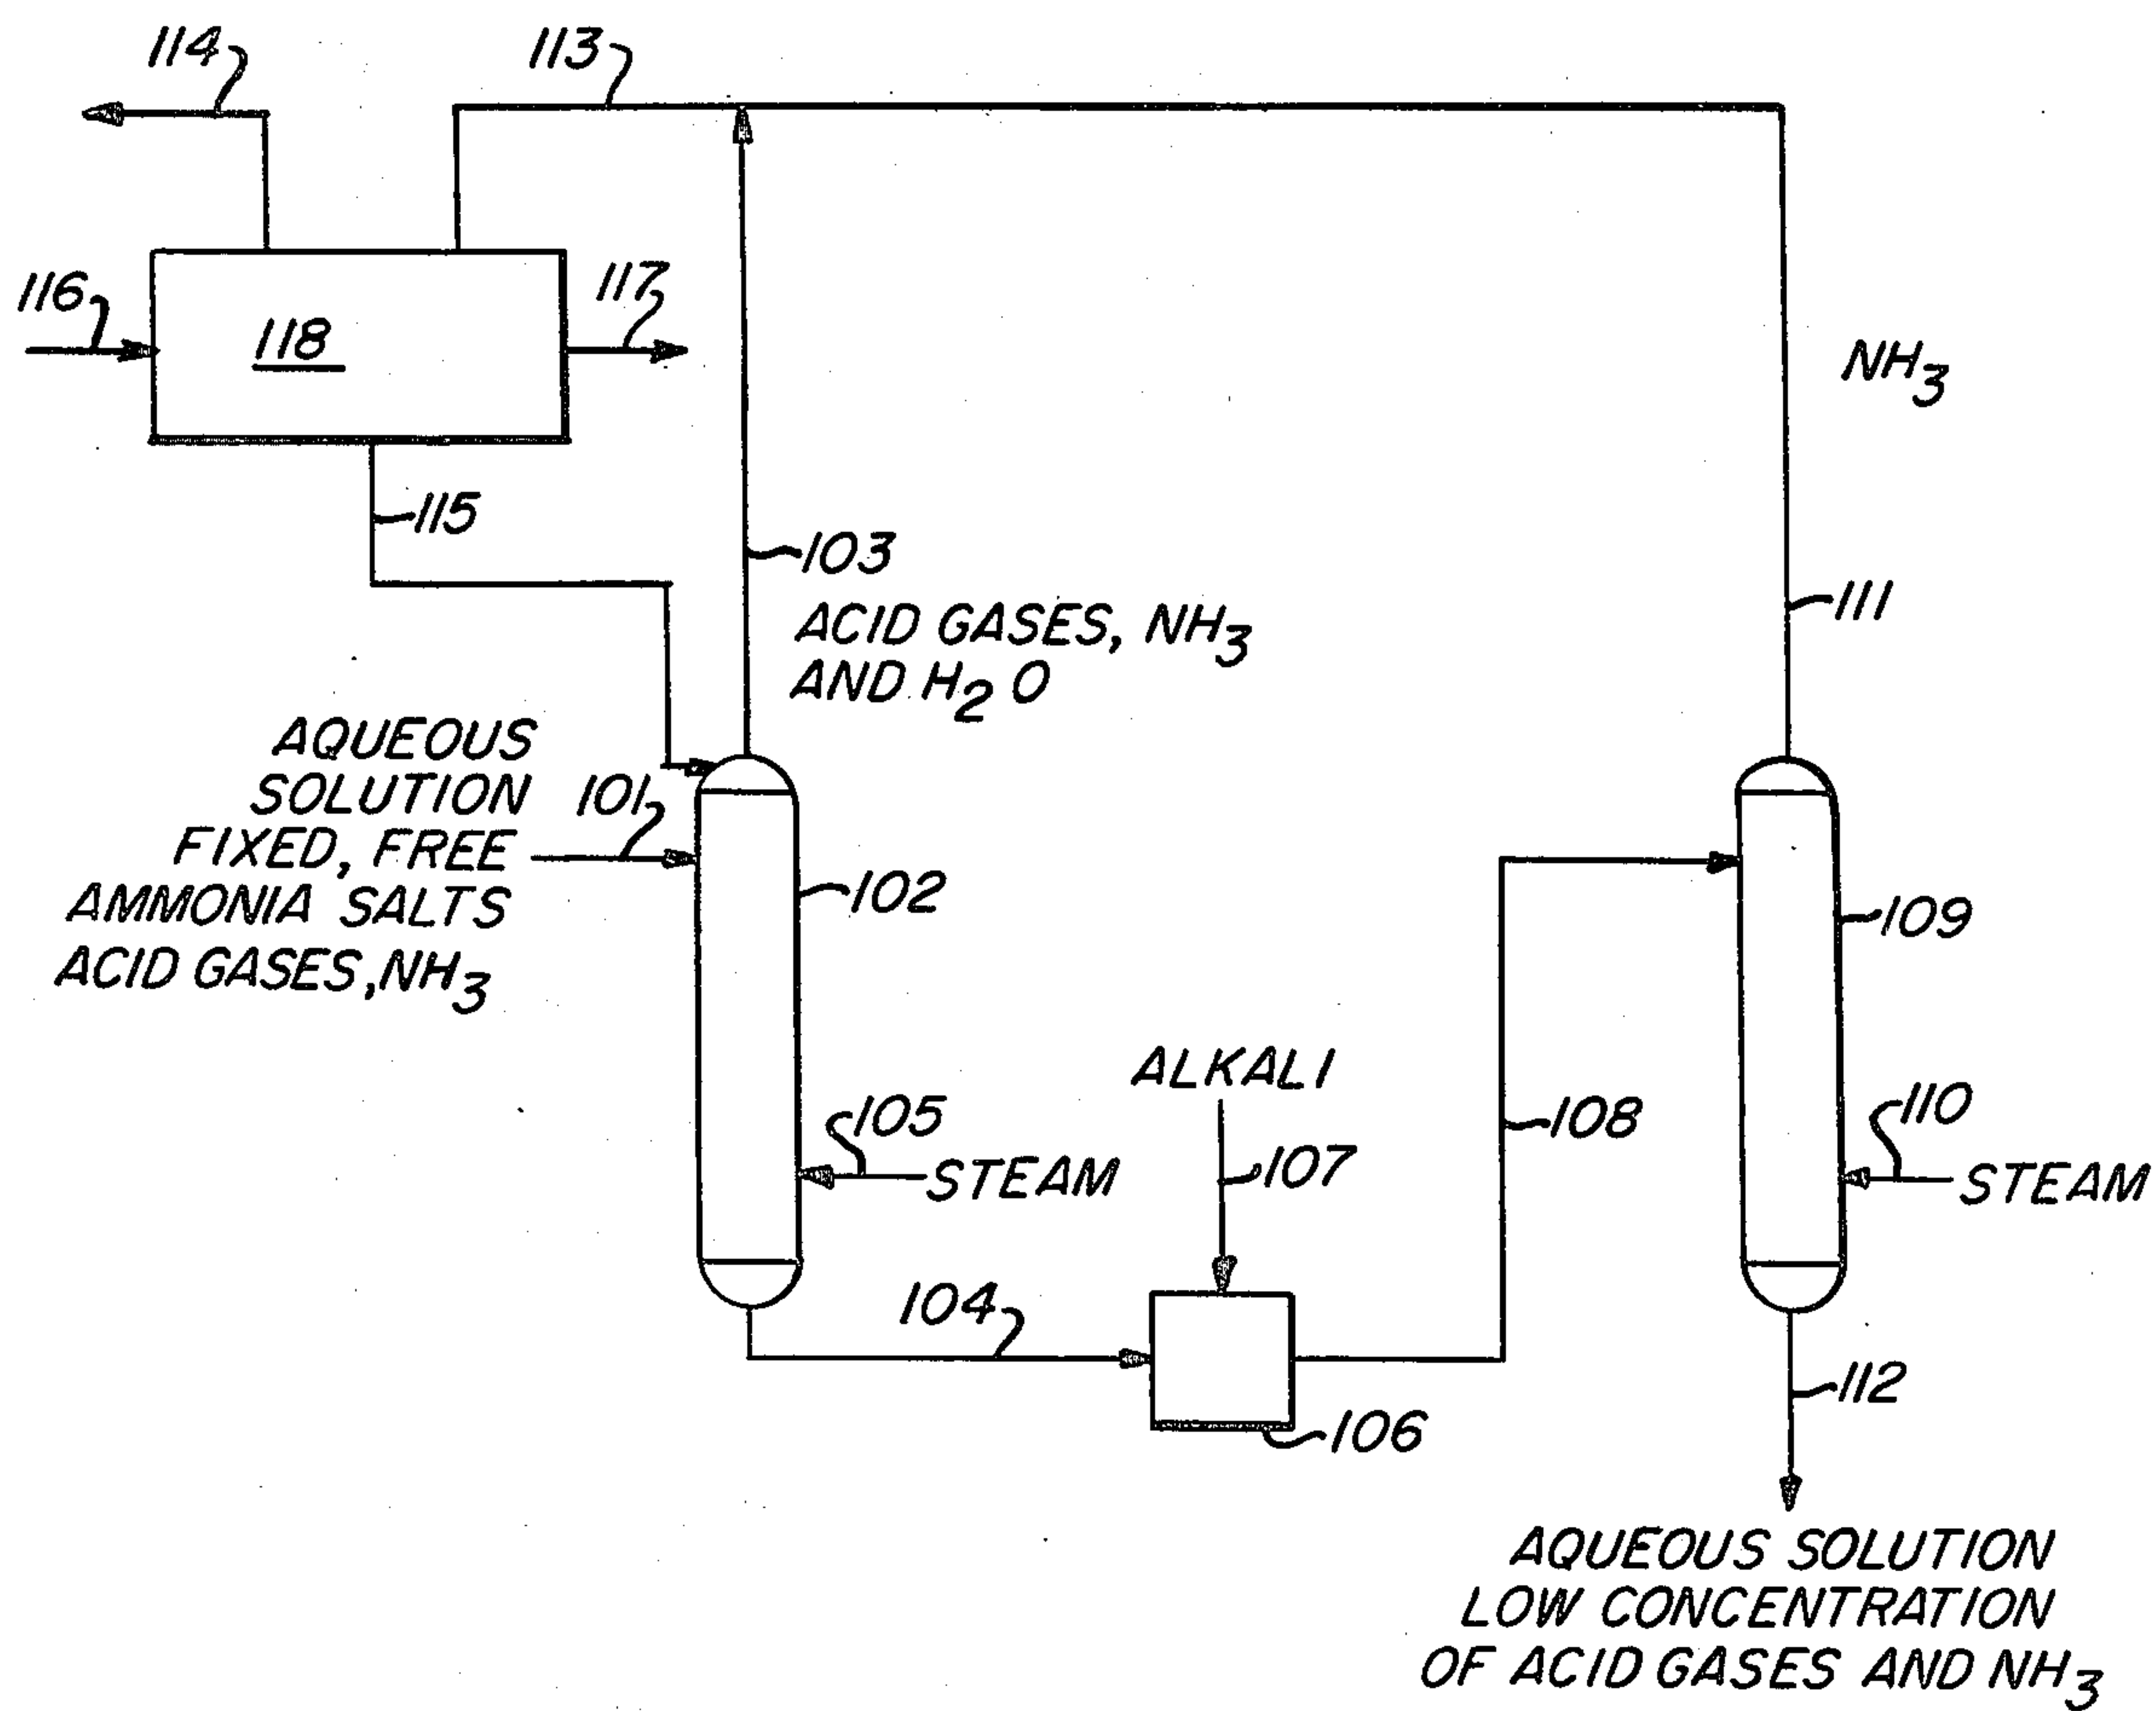 114
113
116
118
117
NH3
115
103
ACID GASES, NH3
AND H2O
111
AQUEOUS
SOLUTION
FIXED, FREE
AMMONIA SALTS
ACID GASES, NH3
101
102
109
ALKALI
105
STEAM
107
108
110
STEAM
104
106
112
AQUEOUS SOLUTION
LOW CONCENTRATION
OF ACID GASES AND NH3